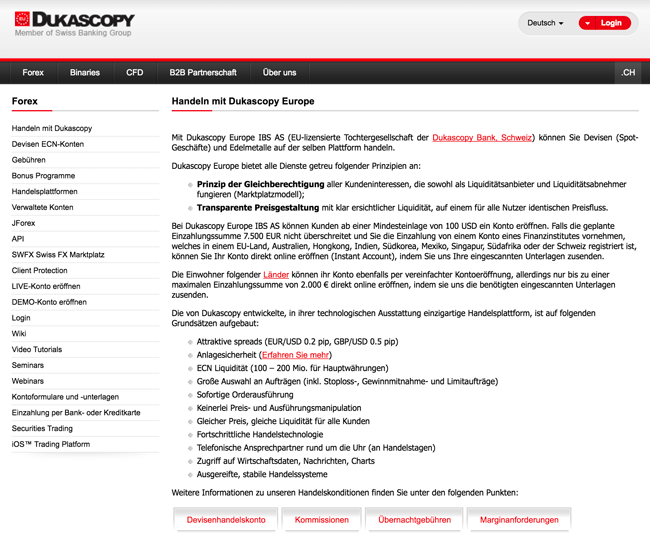 DUKASCOPY
Member of Swiss Banking Group
Deutsch
Login
Forex
Binaries
CFD
B2B Partnerschaft
Über uns
.CH
Forex
Handeln mit Dukascopy
Devisen ECN-Konten
Gebühren
Bonus Programme
Handelsplattformen
Verwaltete Konten
JForex
API
SWFX Swiss FX Marktplatz
Client Protection
LIVE-Konto eröffnen
DEMO-Konto eröffnen
Login
Wiki
Video Tutorials
Seminars
Webinars
Kontoformulare und -unterlagen
Einzahlung per Bank- oder Kreditkarte
Securities Trading
iOS™ Trading Platform
Handeln mit Dukascopy Europe
Mit Dukascopy Europe IBS AS (EU-lizensierte Tochtergesellschaft der Dukascopy Bank, Schweiz) können Sie Devisen (Spot-
Geschäfte) und Edelmetalle auf der selben Plattform handeln.
Dukascopy Europe bietet alle Dienste getreu folgender Prinzipien an:
Prinzip der Gleichberechtigung aller Kundeninteressen, die sowohl als Liquiditätsanbieter und Liquiditätsabnehmer
fungieren (Marktplatzmodell);
Transparente Preisgestaltung mit klar ersichtlicher Liquidität, auf einem für alle Nutzer identischen Preisfluss.
Bei Dukascopy Europe IBS AS können Kunden ab einer Mindesteinlage von 100 USD ein Konto eröffnen. Falls die geplante
Einzahlungssumme 7.500 EUR nicht überschreitet und Sie die Einzahlung von einem Konto eines Finanzinstitutes vornehmen,
welches in einem EU-Land, Australien, Hongkong, Indien, Südkorea, Mexiko, Singapur, Südafrika oder der Schweiz registriert ist,
können Sie Ihr Konto direkt online eröffnen (Instant Account), indem Sie uns Ihre eingescannten Unterlagen zusenden.
Die Einwohner folgender Länder können ihr Konto ebenfalls per vereinfachter Kontoeröffnung, allerdings nur bis zu einer
maximalen Einzahlungssumme von 2.000 € direkt online eröffnen, indem sie uns die benötigten eingescannten Unterlagen
zusenden.
Die von Dukascopy entwickelte, in ihrer technologischen Ausstattung einzigartige Handelsplattform, ist auf folgenden
Grundsätzen aufgebaut:
Attraktive spreads (EUR/USD 0.2 pip, GBP/USD 0.5 pip)
Anlagesicherheit (Erfahren Sie mehr)
ECN Liquidität (100 – 200 Mio. für Hauptwährungen)
Große Auswahl an Aufträgen (inkl. Stoploss-, Gewinnmitnahme- und Limitaufträge)
Sofortige Orderausführung
Keinerlei Preis- und Ausführungsmanipulation
Gleicher Preis, gleiche Liquidität für alle Kunden
Fortschrittliche Handelstechnologie
Telefonische Ansprechpartner rund um die Uhr (an Handelstagen)
Zugriff auf Wirtschaftsdaten, Nachrichten, Charts
Ausgereifte, stabile Handelssysteme
Weitere Informationen zu unseren Handelskonditionen finden Sie unter den folgenden Punkten:
Devisenhandelskonto
Kommissionen
Übernachtgebühren
Marginanforderungen